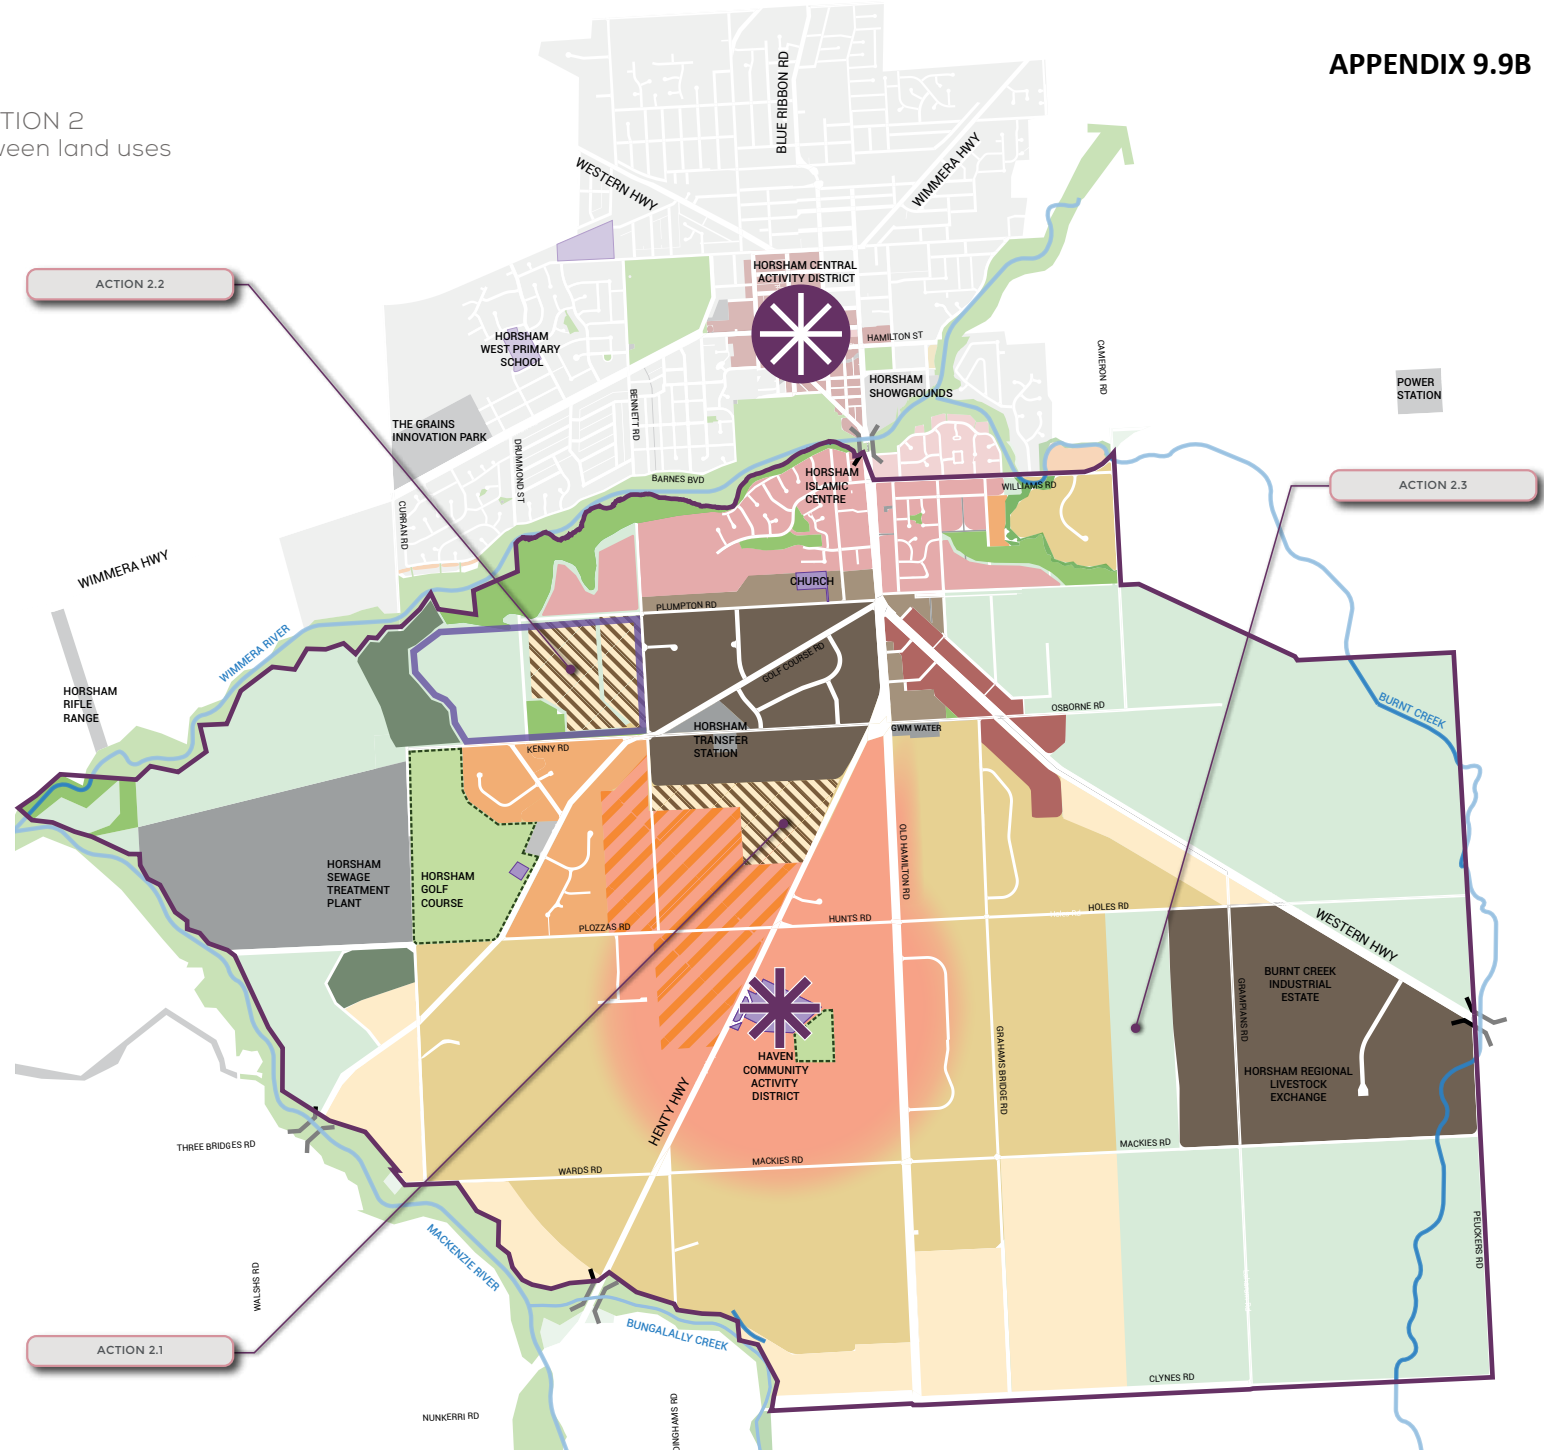 APPENDIX 9.9B
TION 2
ween land uses
BLUE RIBBON RD
WESTERN HWY
WIMMERA HWY
ACTION 2.2
HORSHAM CENTRAL
ACTIVITY DISTRICT
HORSHAM
WEST PRIMARY
SCHOOL
HAMILTON ST
CAMERON RD
HORSHAM
SHOWGROUNDS
POWER
STATION
THE GRAINS
INNOVATION PARK
BENNETT RD
DRUMMOND ST
CURRAN RD
BARNES BVD
HORSHAM
ISLAMIC
CENTRE
WILLIAMS RD
ACTION 2.3
WIMMERA HWY
CHURCH
PLUMPTON RD
WIMMERA RIVER
GOLF COURSE RD
HORSHAM
RIFLE
RANGE
BURNT CREEK
OSBORNE RD
HORSHAM
TRANSFER
STATION
GWM WATER
KENNY RD
OLD HAMILTON RD
HORSHAM
SEWAGE
TREATMENT
PLANT
HORSHAM
GOLF
COURSE
PLOZZAS RD
HUNTS RD
HOLES RD
WESTERN HWY
BURNT CREEK
INDUSTRIAL
ESTATE
GRAMPIANS RD
GRAHAMS BRIDGE RD
HAVEN
COMMUNITY
ACTIVITY
DISTRICT
HORSHAM REGIONAL
LIVESTOCK
EXCHANGE
HENTY HWY
THREE BRIDGES RD
MACKIES RD
WARDS RD
MACKIES RD
PEUCKERS RD
MACKENZIE RIVER
WALSHS RD
BUNGALALLY CREEK
ACTION 2.1
CLYNES RD
NUNKERRI RD
INGHAMS RD